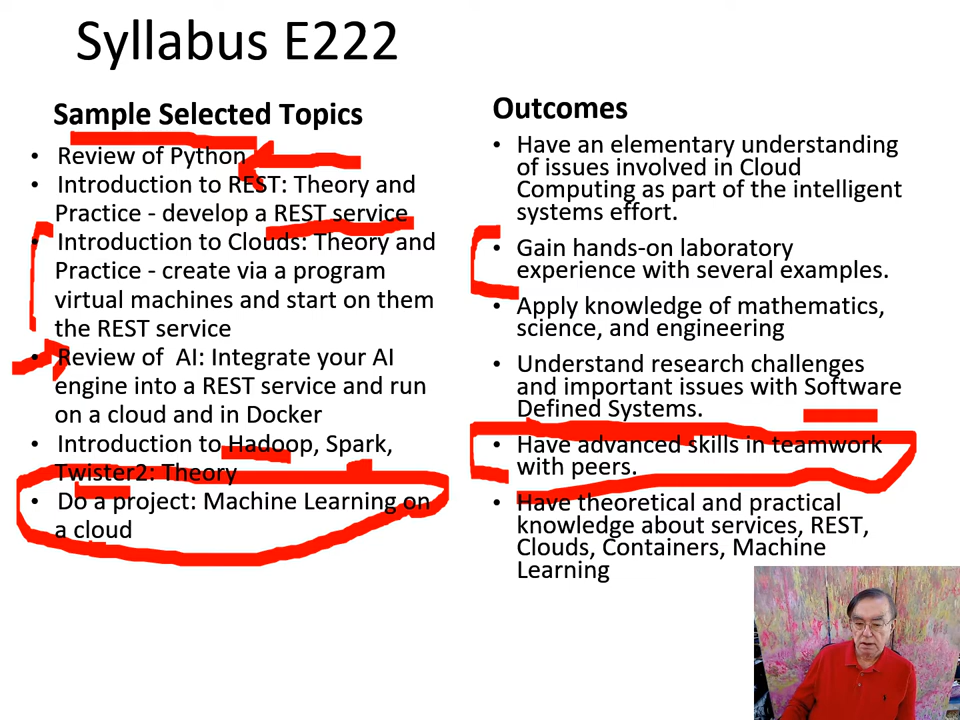 Syllabus E222
Sample Selected Topics
• Review of Python
• Introduction to REST: Theory and
Practice - develop a REST service
• Introduction to Clouds: Theory and
Practice - create via a program
virtual machines and start on them
the REST service
• Review of AI: Integrate your AI
engine into a REST service and run
on a cloud and in Docker
• Introduction to Hadoop, Spark,
Twister2: Theory
• Do a project: Machine Learning on
a cloud
Outcomes
• Have an elementary understanding
of issues involved in Cloud
Computing as part of the intelligent
systems effort.
• Gain hands-on laboratory
experience with several examples.
• Apply knowledge of mathematics,
science, and engineering
• Understand research challenges
and important issues with Software
Defined Systems.
• Have advanced skills in teamwork
with peers.
• Have theoretical and practical
knowledge about services, REST,
Clouds, Containers, Machine
Learning